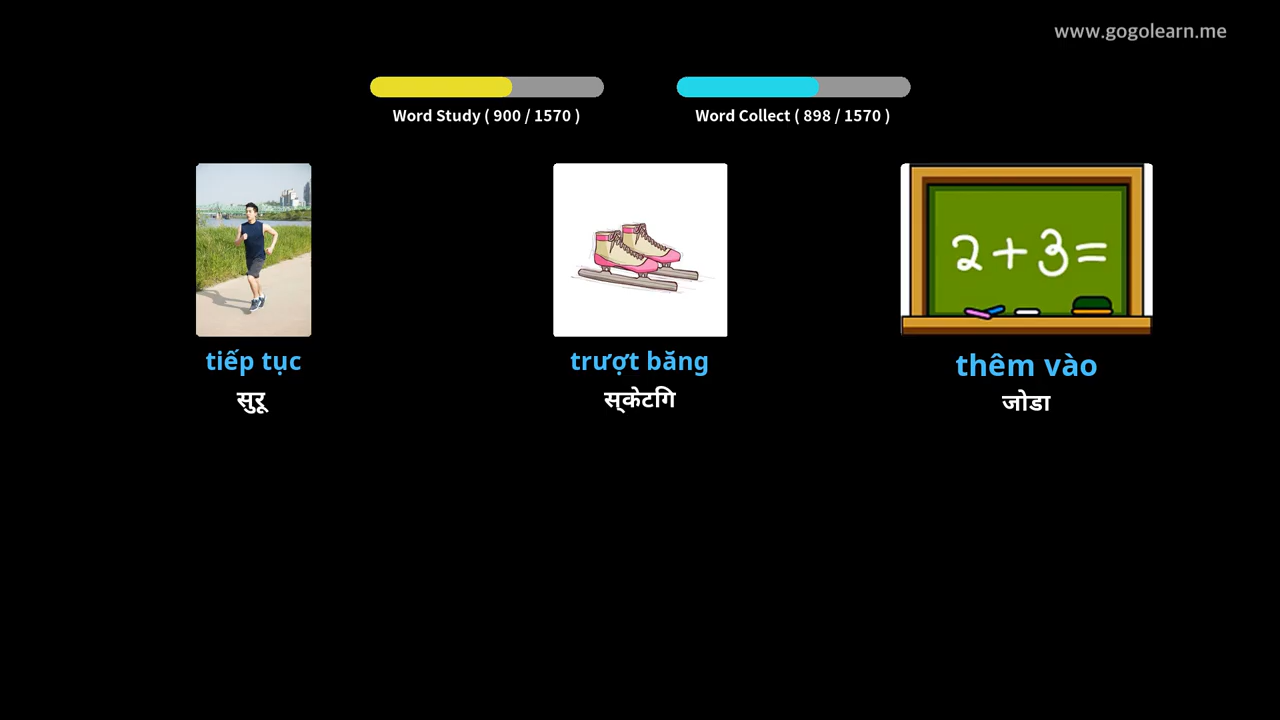 www.gogolearn.me
Word Study ( 900 / 1570 )
Word Collect ( 898 / 1570 )
2+3=
tiếp tục
trượt băng
thêm vào
सुरू
स्केटगि
जोडा